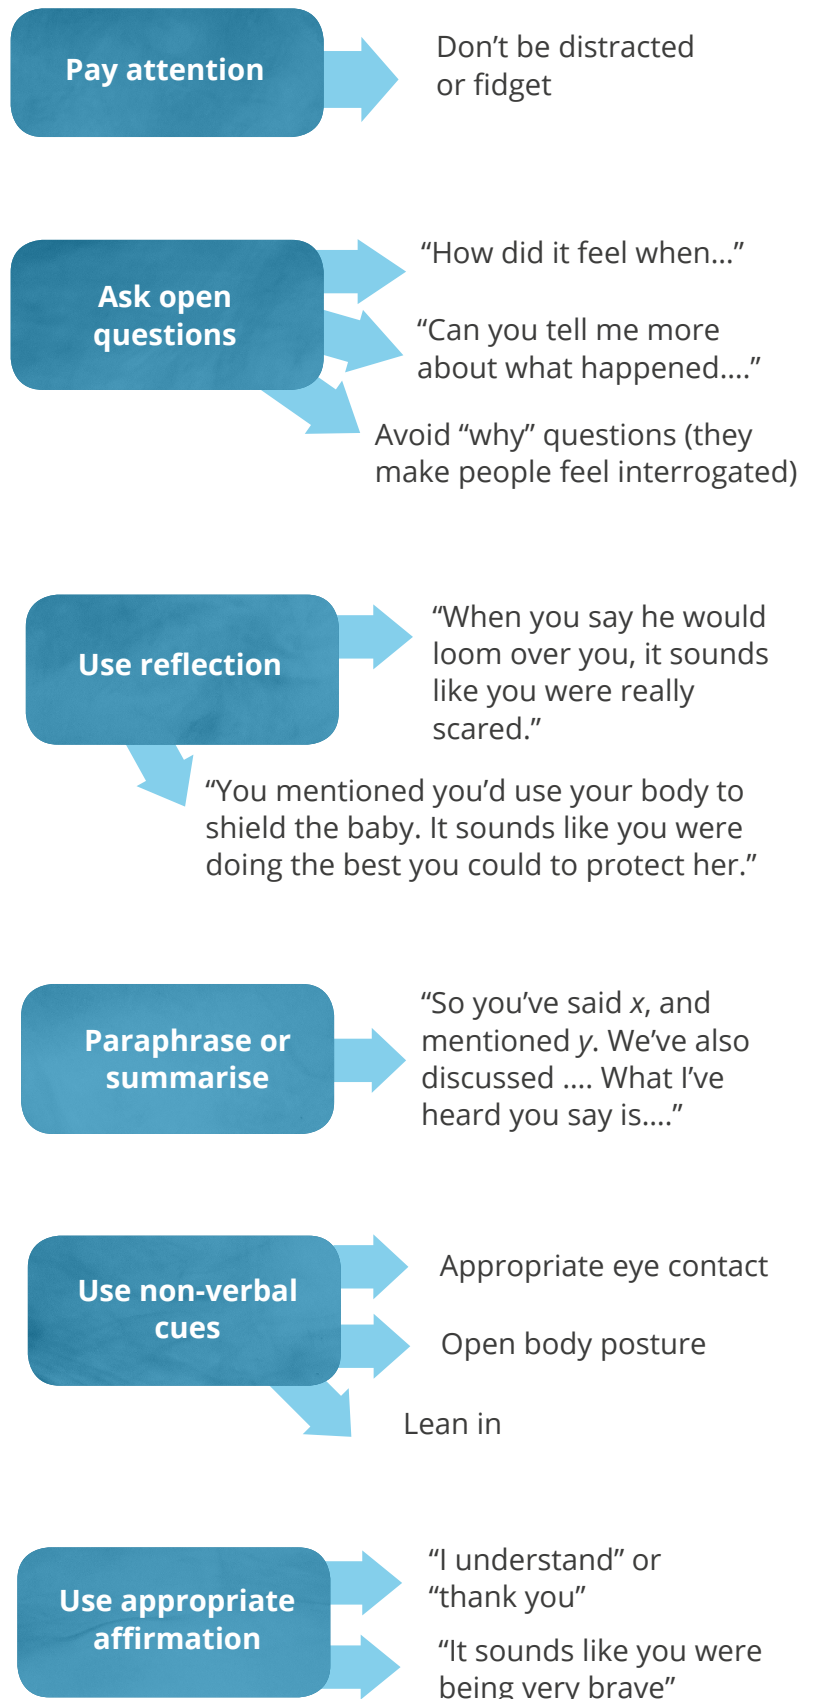 Pay attention
Don’t be distracted
or fidget
Ask open
questions
“How did it feel when...”
“Can you tell me more
about what happened....”
Avoid “why” questions (they
make people feel interrogated)
Use reflection
“When you say he would
loom over you, it sounds
like you were really
scared.”
“You mentioned you’d use your body to
shield the baby. It sounds like you were
doing the best you could to protect her.”
Paraphrase or
summarise
“So you’ve said x, and
mentioned y. We’ve also
discussed .... What I’ve
heard you say is....”
Use non-verbal
cues
Appropriate eye contact
Open body posture
Lean in
Use appropriate
affirmation
“I understand” or
“thank you”
“It sounds like you were
being very brave”